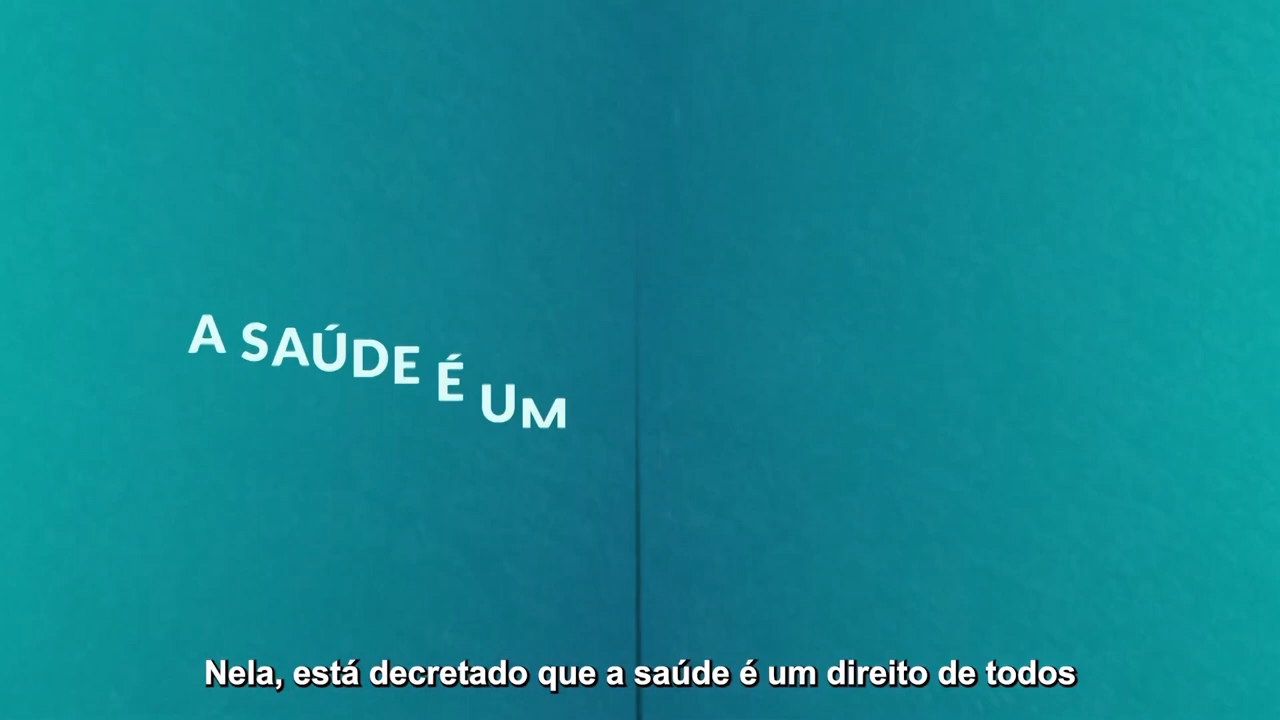 A SAÚDE É UM
Nela, está decretado que a saúde é um direito de todos